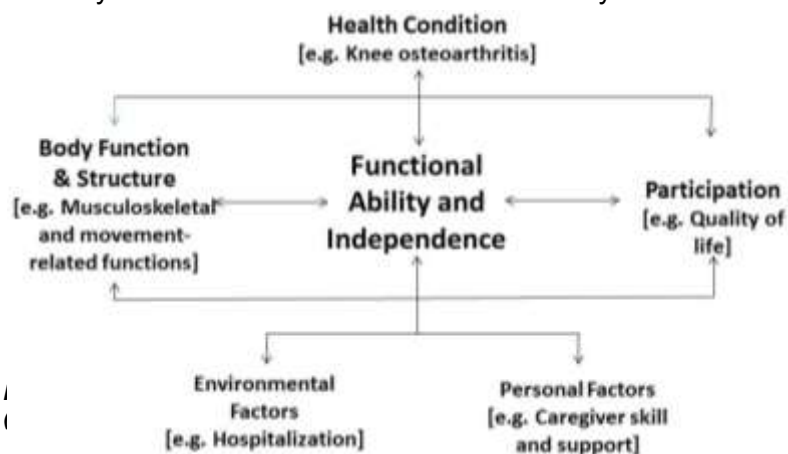 Health Condition
[e.g. Knee osteoarthritis]
Body Function
& Structure
[e.g. Musculoskeletal
and movement-
related functions]
Functional
Ability and
Independence
Participation
[e.g. Quality of
life]
Environmental
Factors
[e.g. Hospitalization]
Personal Factors
[e.g. Caregiver skill
and support]